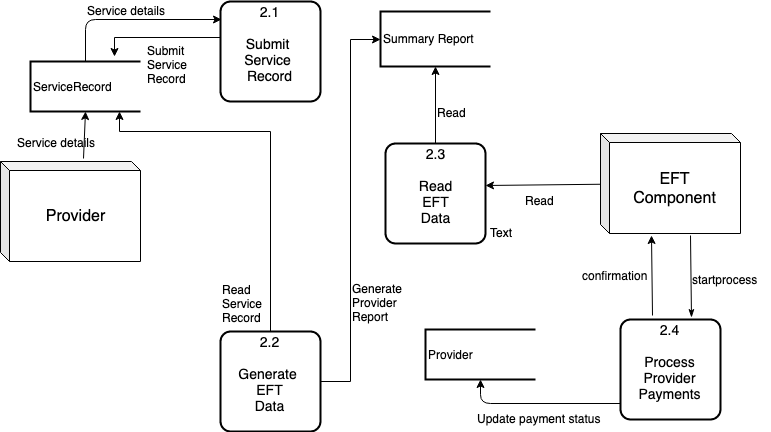 Service details
2.1
Submit
Service
Record
Submit
Service
Record
ServiceRecord
Service details
Provider
Summary Report
Read
2.3
Read
EFT
Data
Text
Read
EFT
Component
confirmation
startprocess
Read
Service
Record
Generate
Provider
Report
2.2
Generate
EFT
Data
Provider
2.4
Process
Provider
Payments
Update payment status